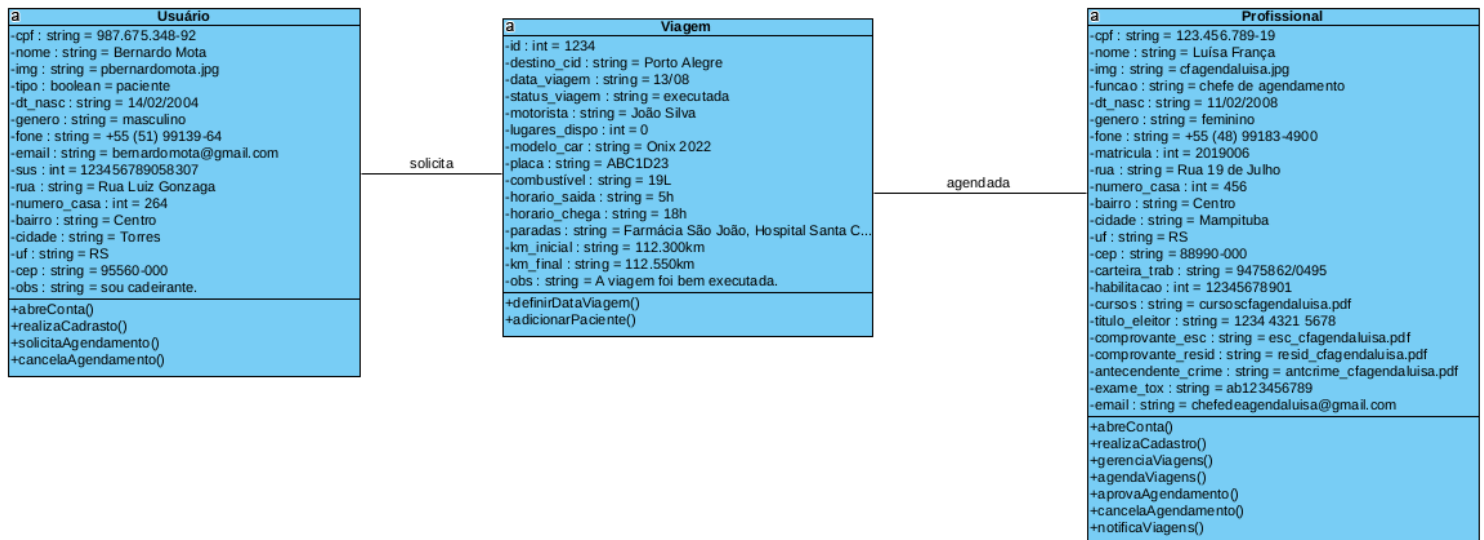 a Usuário
-cpf : string = 987.675.348-92
-nome : string = Bernardo Mota
-img : string = pbernardomota.jpg
-tipo : boolean = paciente
-dt_nasc : string = 14/02/2004
-genero : string = masculino
-fone : string = +55 (51) 99139-64
-email : string = bernardomota@gmail.com
-sus : int = 123456789058307
-rua : string = Rua Luiz Gonzaga
-numero_casa : int = 264
-bairro : string = Centro
-cidade : string = Torres
-uf : string = RS
-cep : string = 95560-000
-obs : string = sou cadeirante.
+abreConta()
+realizaCadrasto()
+solicitaAgendamento()
+cancelaAgendamento()
solicita
a Viagem
-id : int = 1234
-destino_cid : string = Porto Alegre
-data_viagem : string = 13/08
-status_viagem : string = executada
-motorista : string = João Silva
-lugares_dispo : int = 0
-modelo_car : string = Onix 2022
-placa : string = ABC1D23
-combustível : string = 19L
-horario_saida : string = 5h
-horario_chega : string = 18h
-paradas : string = Farmácia São João, Hospital Santa C...
-km_inicial : string = 112.300km
-km_final : string = 112.550km
-obs : string = A viagem foi bem executada.
+definirDataViagem()
+adicionarPaciente()
agendada
a Profissional
-cpf : string = 123.456.789-19
-nome : string = Luísa França
-img : string = cfagendaluisa.jpg
-funcao : string = chefe de agendamento
-dt_nasc : string = 11/02/2008
-genero : string = feminino
-fone : string = +55 (48) 99183-4900
-matricula : int = 2019006
-rua : string = Rua 19 de Julho
-numero_casa : int = 456
-bairro : string = Centro
-cidade : string = Mampituba
-uf : string = RS
-cep : string = 88990-000
-carteira_trab : string = 9475862/0495
-habilitacao : int = 12345678901
-cursos : string = cursoscfagendaluisa.pdf
-titulo_eleitor : string = 1234 4321 5678
-comprovante_esc : string = esc_cfagendaluisa.pdf
-comprovante_resid : string = resid_cfagendaluisa.pdf
-antecendente_crime : string = antcrime_cfagendaluisa.pdf
-exame_tox : string = ab123456789
-email : string = chefedeagendaluisa@gmail.com
+abreConta()
+realizaCadastro()
+gerenciaViagens()
+agendaViagens()
+aprovaAgendamento()
+cancelaAgendamento()
+notificaViagens()